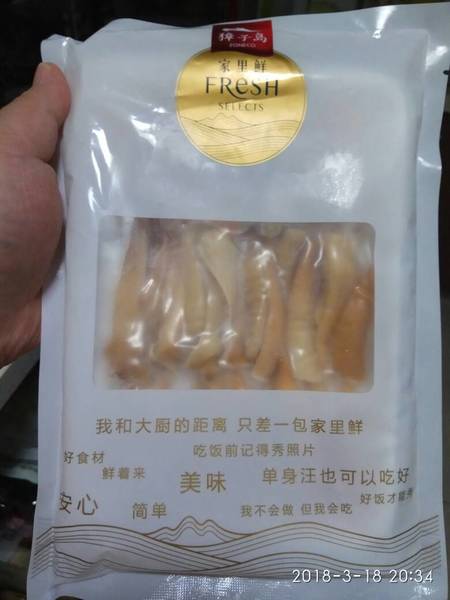 獐子岛
ZONECO
家里鲜
FRESH
SELECTS
我和大厨的距离 只差一包家里鲜
吃饭前记得秀照片
好食材
鲜着来
美味
单身汪也可以吃好
安心
简单
我不会做 但我会吃
好饭才能
2018-3-18 20:34